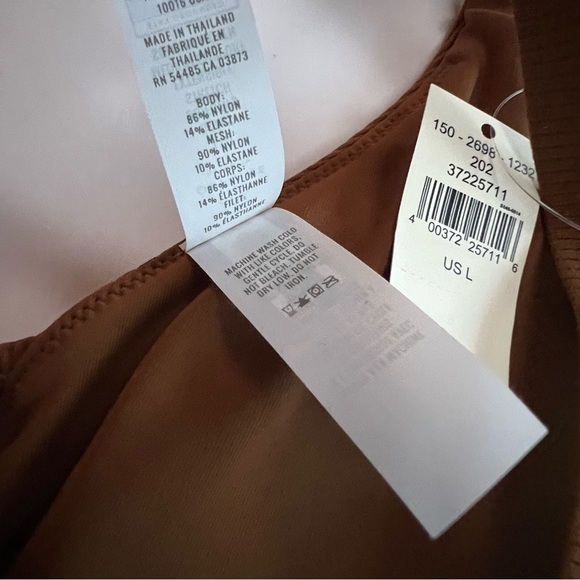 MADE IN THAILAND
FABRIQUÉ EN
THAILANDE
RN 54485 CA 03873
BODY:
86% NYLON
14% ELASTANE
MESH:
90% NYLON
10% ELASTANE
CORPS:
86% NYLON
14% ÉLASTHANNE
FILET:
90% NYLON
10% ÉLASTHANNE
MACHINE WASH COLD
WITH LIKE COLORS,
GENTLE CYCLE. DO
NOT BLEACH. TUMBLE
DRY LOW. DO NOT
IRON.
150 - 2698 - 1232
202
37225711
4 00372 25711 6
US L